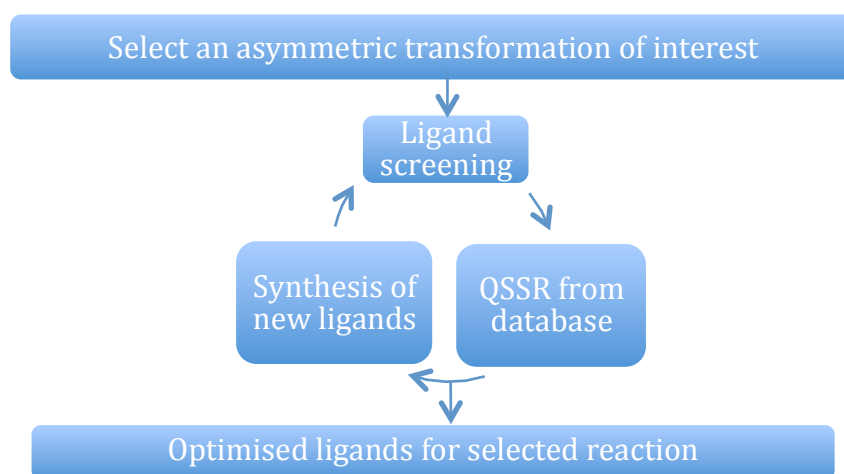 Select an asymmetric transformation of interest
Ligand
screening
Synthesis of
new ligands
QSSR from
database
Optimised ligands for selected reaction